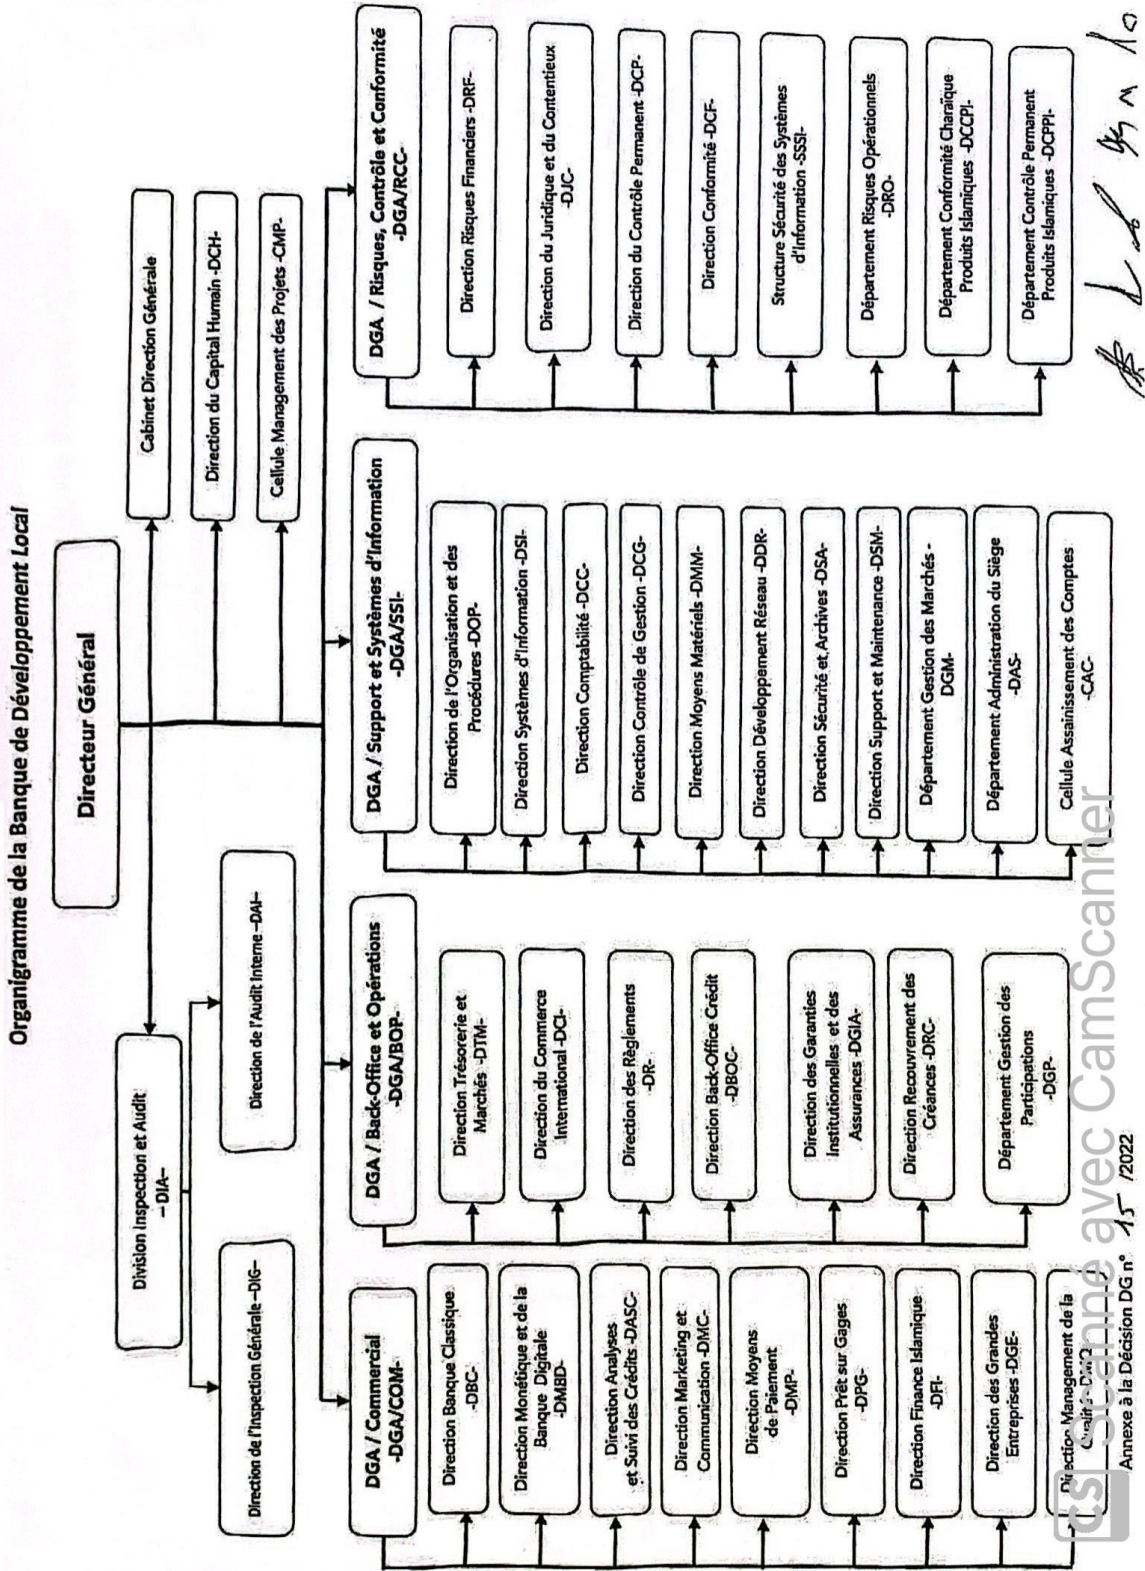 Organigramme de la Banque de Développement Local
Directeur Général
Cabinet Direction Générale
Direction du Capital Humain -DCH-
Cellule Management des Projets -CMP-
Division Inspection et Audit
–DIA–
Direction de l'Inspection Générale –DIG–
Direction de l'Audit Interne –DAI–
DGA / Commercial
-DGA/COM-
Direction Banque Classique
-DBC-
Direction Monétique et de la
Banque Digitale
-DMBD-
Direction Analyses
et Suivi des Crédits -DASC-
Direction Marketing et
Communication -DMC-
Direction Moyens
de Paiement
-DMP-
Direction Prêt sur Gages
-DPG-
Direction Finance Islamique
-DFI-
Direction des Grandes
Entreprises -DGE-
Direction Management de la
Qualité -DMQ-
DGA / Back-Office et Opérations
-DGA/BOP-
Direction Trésorerie et
Marchés -DTM-
Direction du Commerce
International -DCI-
Direction des Règlements
-DR-
Direction Back-Office Crédit
-DBOC-
Direction des Garanties
Institutionnelles et des
Assurances -DGIA-
Direction Recouvrement des
Créances -DRC-
Département Gestion des
Participations
-DGP-
DGA / Support et Systèmes d'Information
-DGA/SSI-
Direction de l'Organisation et des
Procédures -DOP-
Direction Systèmes d'Information -DSI-
Direction Comptabilité -DCC-
Direction Contrôle de Gestion -DCG-
Direction Moyens Matériels -DMM-
Direction Développement Réseau -DDR-
Direction Sécurité et Archives -DSA-
Direction Support et Maintenance -DSM-
Département Gestion des Marchés -
DGM-
Département Administration du Siège
-DAS-
Cellule Assainissement des Comptes
-CAC-
DGA / Risques, Contrôle et Conformité
-DGA/RCC-
Direction Risques Financiers -DRF-
Direction du Juridique et du Contentieux
-DJC-
Direction du Contrôle Permanent -DCP-
Direction Conformité -DCF-
Structure Sécurité des Systèmes
d'Information -SSSI-
Département Risques Opérationnels
-DRO-
Département Conformité Charaïque
Produits Islamiques -DCCPI-
Département Contrôle Permanent
Produits Islamiques -DCPPI-
Annexe à la Décision DG n° 15 /2022
CS Scanné avec CamScanner